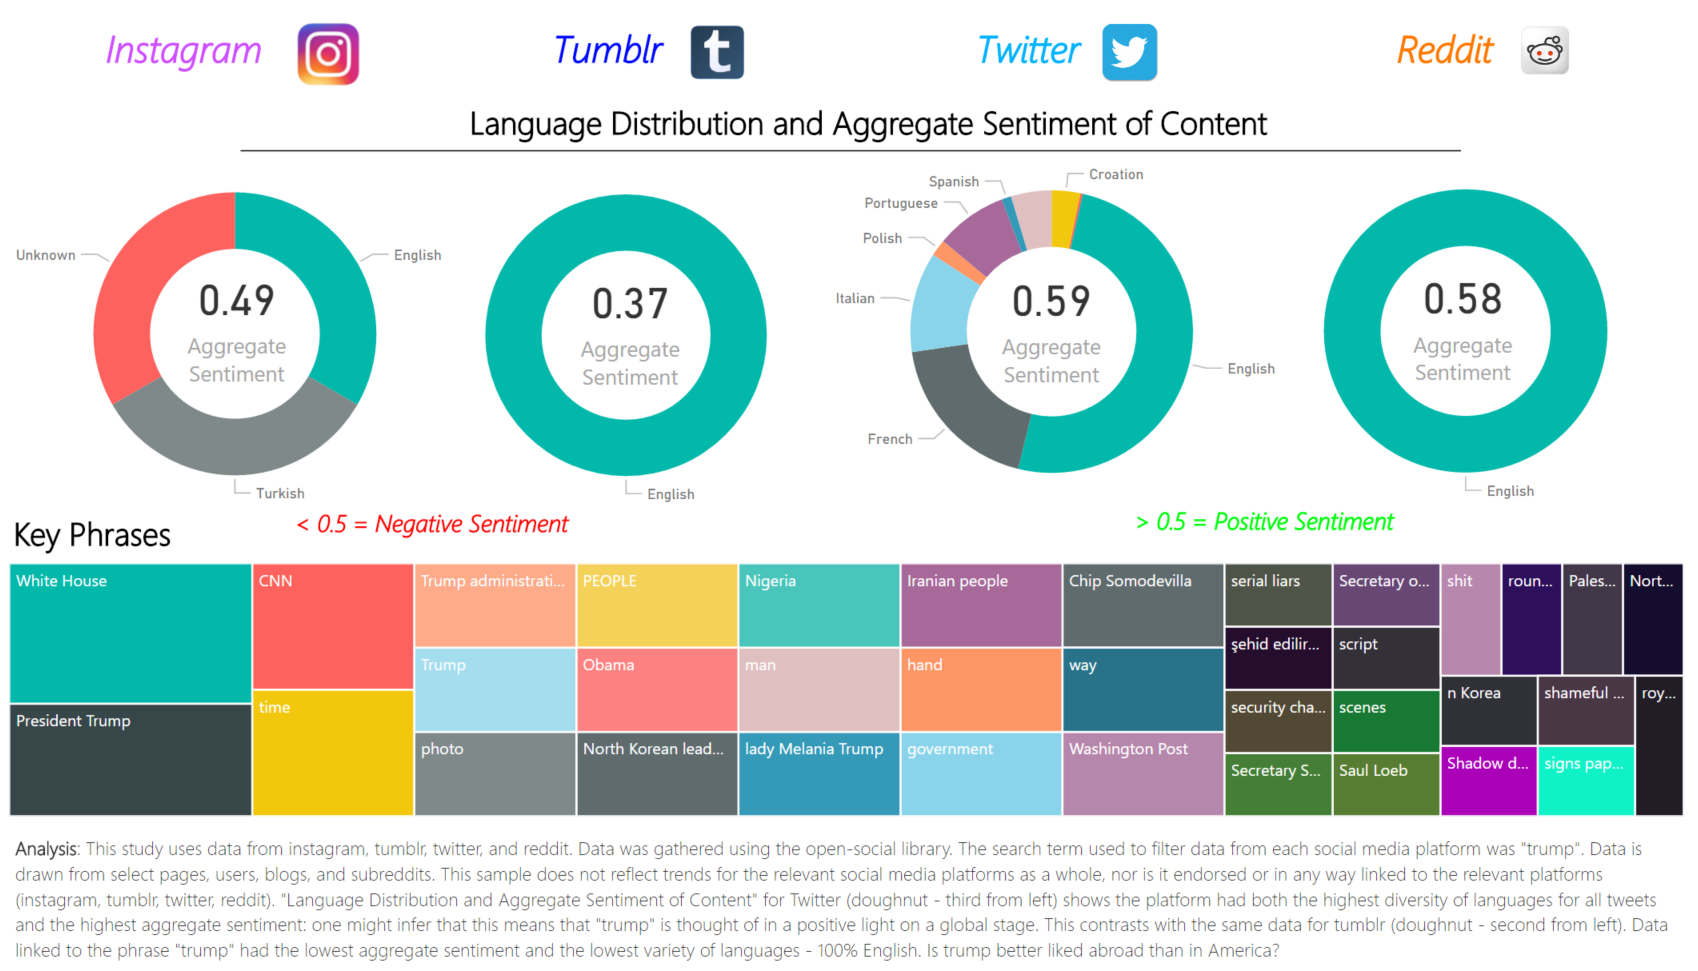 Instagram
Tumblr
t
Twitter
Reddit
Language Distribution and Aggregate Sentiment of Content
Unknown
English
Turkish
0.49
Aggregate
Sentiment
0.37
Aggregate
Sentiment
English
Spanish
Croation
Portuguese
Polish
Italian
French
English
0.59
Aggregate
Sentiment
0.58
Aggregate
Sentiment
English
< 0.5 = Negative Sentiment
> 0.5 = Positive Sentiment
Key Phrases
White House
President Trump
CNN
time
Trump administrati...
Trump
photo
PEOPLE
Obama
North Korean lead...
Nigeria
man
lady Melania Trump
Iranian people
hand
government
Chip Somodevilla
way
Washington Post
serial liars
şehid edilir...
security cha...
Secretary S...
Secretary o...
script
scenes
Saul Loeb
shit
roun...
Pales...
Nort...
n Korea
shameful ...
roy...
Shadow d...
signs pap...
Analysis: This study uses data from instagram, tumblr, twitter, and reddit. Data was gathered using the open-social library. The search term used to filter data from each social media platform was "trump". Data is
drawn from select pages, users, blogs, and subreddits. This sample does not reflect trends for the relevant social media platforms as a whole, nor is it endorsed or in any way linked to the relevant platforms
(instagram, tumblr, twitter, reddit). "Language Distribution and Aggregate Sentiment of Content" for Twitter (doughnut - third from left) shows the platform had both the highest diversity of languages for all tweets
and the highest aggregate sentiment: one might infer that this means that "trump" is thought of in a positive light on a global stage. This contrasts with the same data for tumblr (doughnut - second from left). Data
linked to the phrase "trump" had the lowest aggregate sentiment and the lowest variety of languages - 100% English. Is trump better liked abroad than in America?